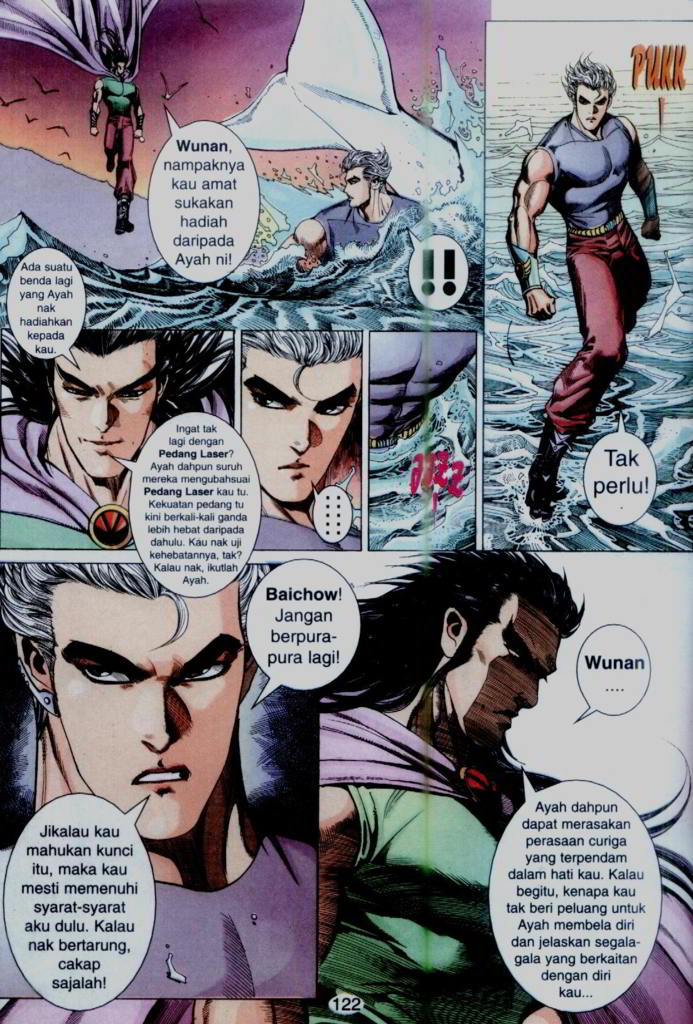 Wunan,
nampaknya
kau amat
sukakan
hadiah
daripada
Ayah ni!
!!
PUKK
!
Tak
perlu!
Ada suatu
benda lagi
yang Ayah
nak
hadiahkan
kepada
kau.
Ingat tak
lagi dengan
Pedang Laser?
Ayah dahpun suruh
mereka mengubahsuai
Pedang Laser kau tu.
Kekuatan pedang tu
kini berkali-kali ganda
lebih hebat daripada
dahulu. Kau nak uji
kehebatannya, tak?
Kalau nak, ikutlah
Ayah.
Baichow!
Jangan
berpura-
pura lagi!
Jikalau kau
mahukan kunci
itu, maka kau
mesti memenuhi
syarat-syarat
aku dulu. Kalau
nak bertarung,
cakap
sajalah!
Wunan
....
Ayah dahpun
dapat merasakan
perasaan curiga
yang terpendam
dalam hati kau. Kalau
begitu, kenapa kau
tak beri peluang untuk
Ayah membela diri
dan jelaskan segala-
gala yang berkaitan
dengan diri
kau...
122